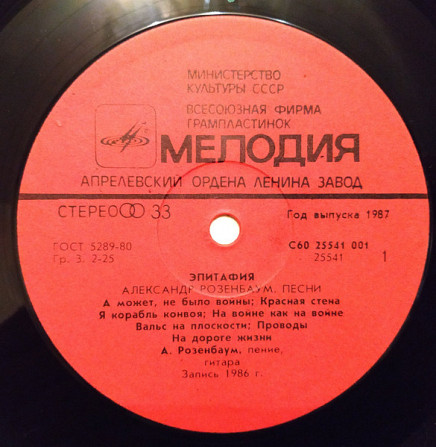 МИНИСТЕРСТВО
КУЛЬТУРЫ СССР
ВСЕСОЮЗНАЯ ФИРМА
ГРАМПЛАСТИНОК
МЕЛОДИЯ
АПРЕЛЕВСКИЙ ОРДЕНА ЛЕНИНА ЗАВОД
СТЕРЕО 33
Год выпуска 1987
ГОСТ 5289-80
Гр. 3. 2-25
С60 25541 001
25541
1
ЭПИТАФИЯ
АЛЕКСАНДР РОЗЕНБАУМ, ПЕСНИ
А может, не было войны; Красная стена
Я корабль конвоя; На войне как на войне
Вальс на плоскости; Проводы
На дороге жизни
А. Розенбаум, пение,
гитара
Запись 1986 г.